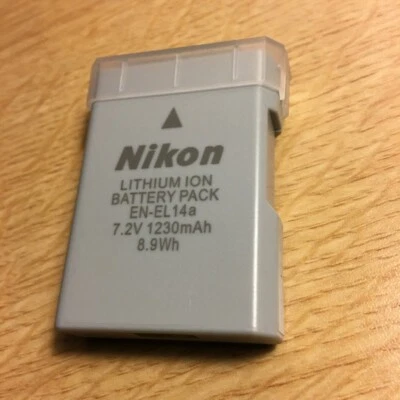 Nikon
LITHIUM ION
BATTERY PACK
EN-EL14a
7.2V 1230mAh
8.9Wh